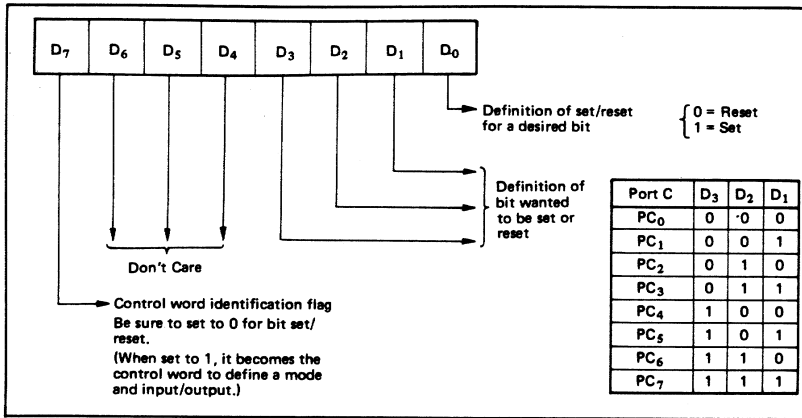 D7 D6 D5 D4 D3 D2 D1 D0
Definition of set/reset
for a desired bit
0 = Reset
1 = Set
Definition of
bit wanted
to be set or
reset
Don't Care
Control word identification flag
Be sure to set to 0 for bit set/
reset.
(When set to 1, it becomes the
control word to define a mode
and input/output.)
Port C D3 D2 D1
PC0 0 0 0
PC1 0 0 1
PC2 0 1 0
PC3 0 1 1
PC4 1 0 0
PC5 1 0 1
PC6 1 1 0
PC7 1 1 1